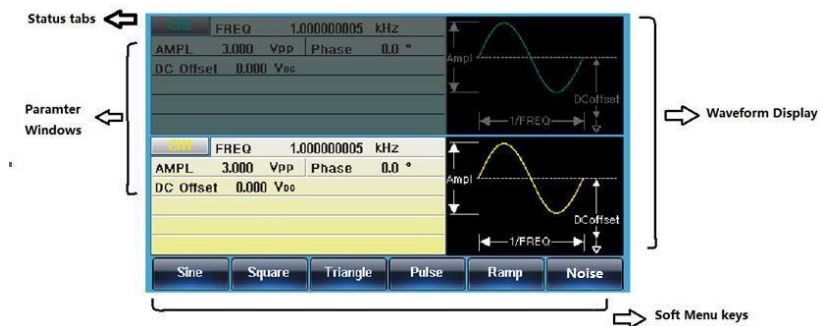 Status tabs
FREQ 1.000000005 kHz
AMPL 3.000 VPP Phase 0.0 °
DC Offset 0.000 VDC
Ampl
DCoffset
1/FREQ
Paramter
Windows
Waveform Display
FREQ 1.000000005 kHz
AMPL 3.000 VPP Phase 0.0 °
DC Offset 0.000 VDC
Ampl
DCoffset
1/FREQ
Sine Square Triangle Pulse Ramp Noise
Soft Menu keys